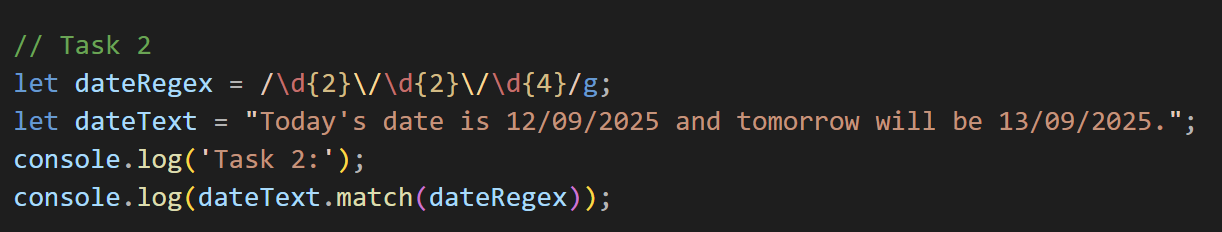 // Task 2
let dateRegex = /\d{2}\/\d{2}\/\d{4}/g;
let dateText = "Today's date is 12/09/2025 and tomorrow will be 13/09/2025.";
console.log('Task 2:');
console.log(dateText.match(dateRegex));